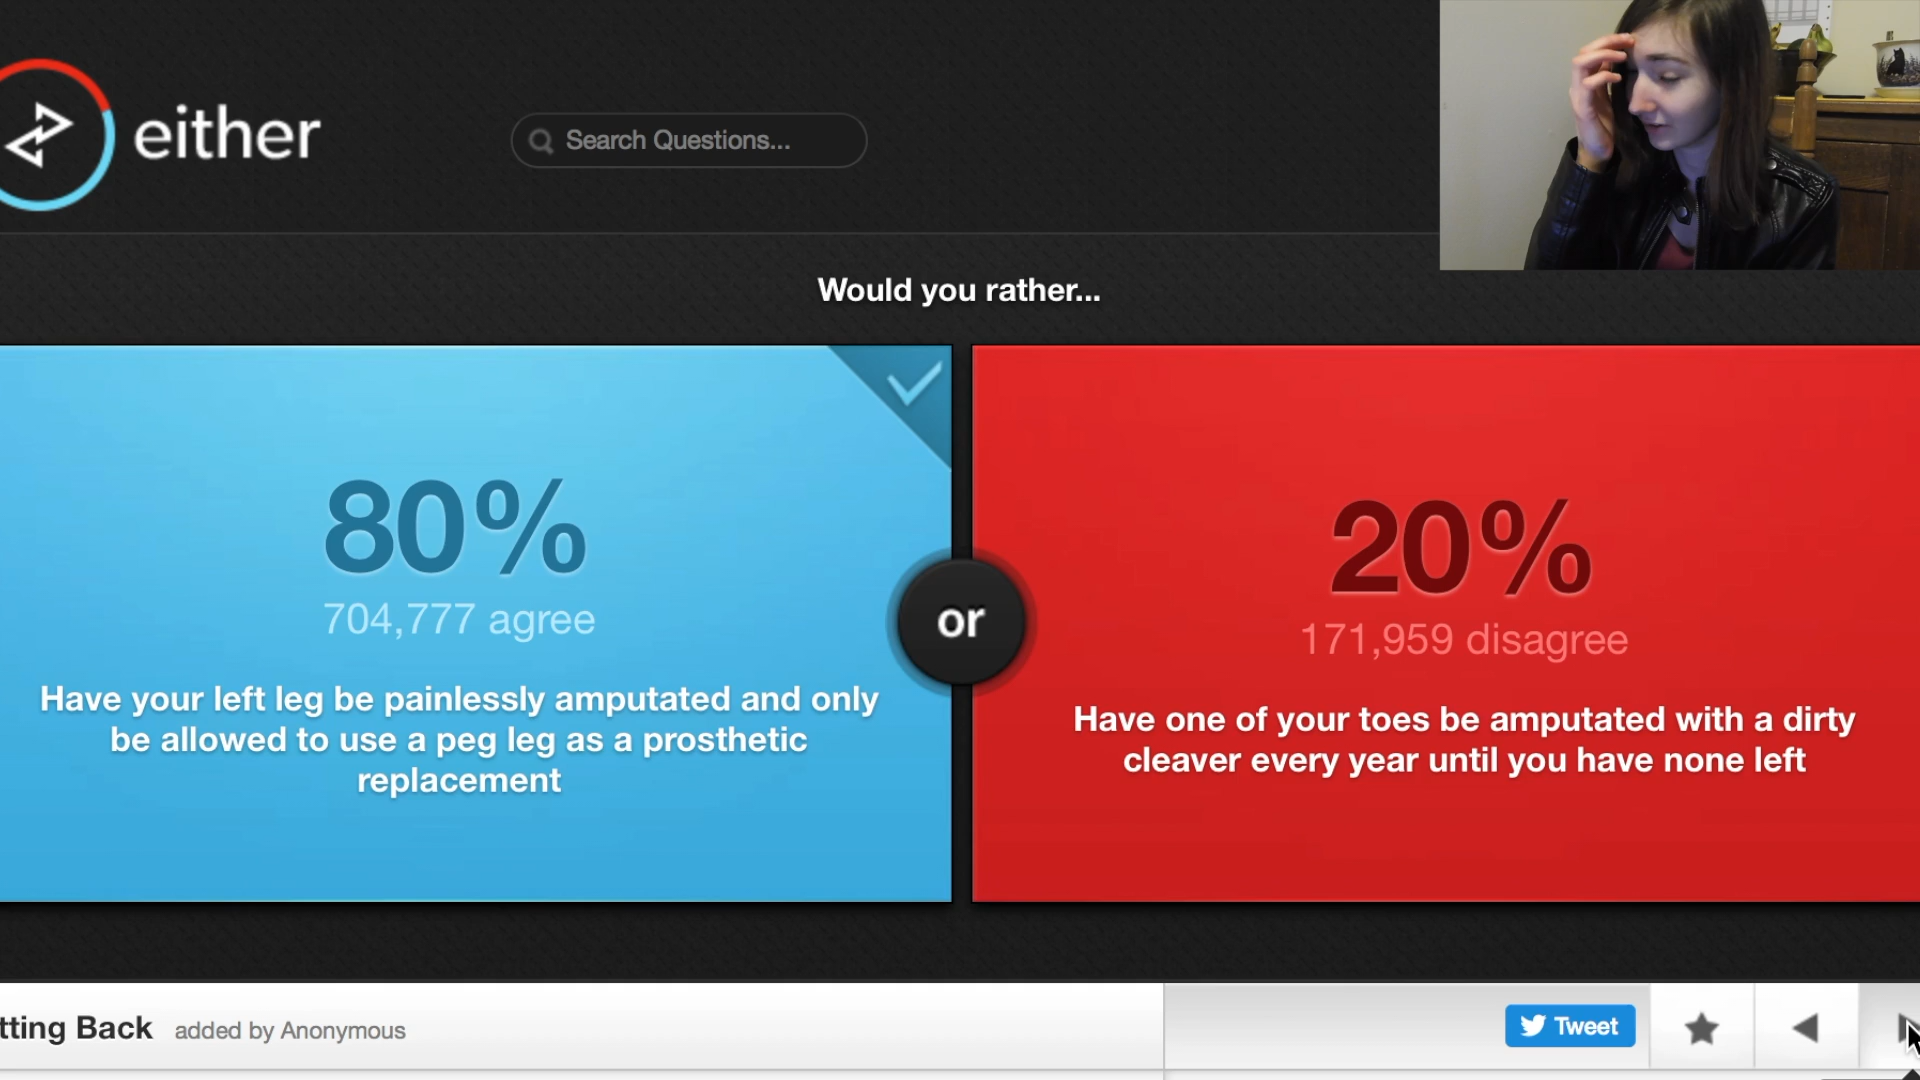 either
Search Questions...
Would you rather...
80%
704,777 agree
Have your left leg be painlessly amputated and only
be allowed to use a peg leg as a prosthetic
replacement
or
20%
171,959 disagree
Have one of your toes be amputated with a dirty
cleaver every year until you have none left
tting Back added by Anonymous
Tweet